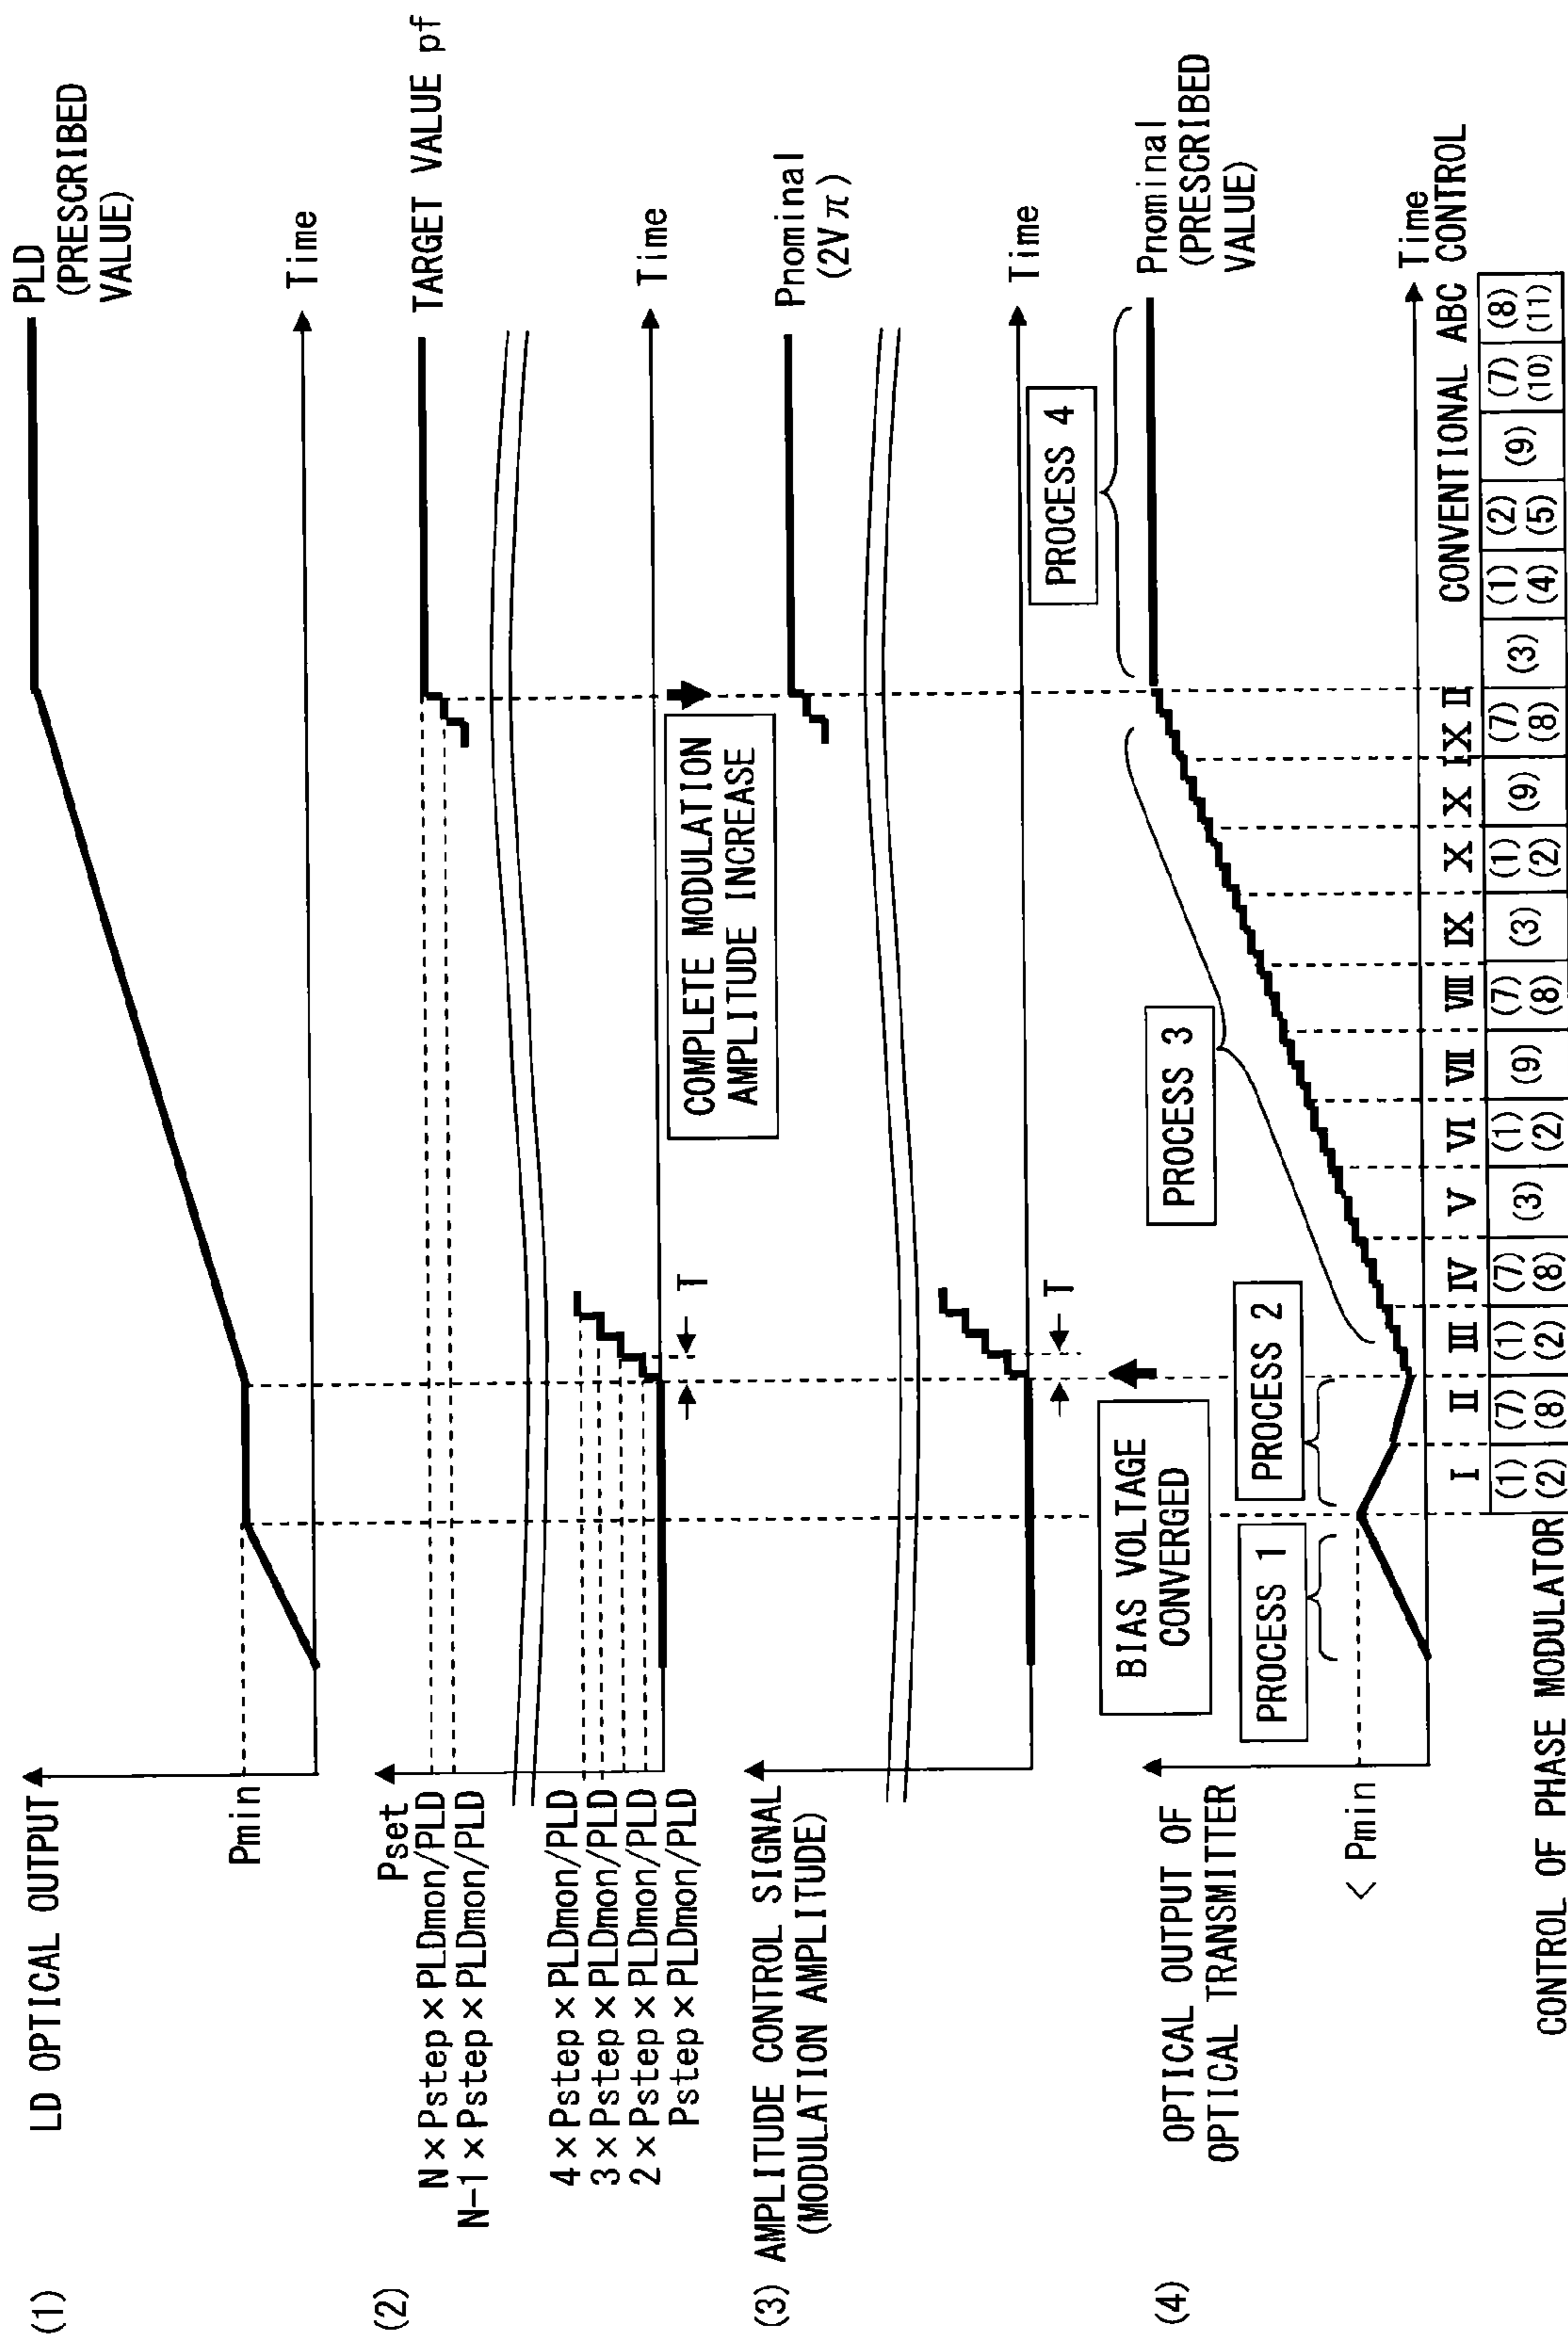 (1)
LD OPTICAL OUTPUT
Pmin
PLD
(PRESCRIBED
VALUE)
Time
(2)
Pset
N×Pstep×PLDmon/PLD
N-1×Pstep×PLDmon/PLD
4×Pstep×PLDmon/PLD
3×Pstep×PLDmon/PLD
2×Pstep×PLDmon/PLD
Pstep×PLDmon/PLD
TARGET VALUE pf
Time
T
COMPLETE MODULATION
AMPLITUDE INCREASE
(3) AMPLITUDE CONTROL SIGNAL
(MODULATION AMPLITUDE)
Pnominal
(2Vπ)
Time
T
BIAS VOLTAGE
CONVERGED
(4)
OPTICAL OUTPUT OF
OPTICAL TRANSMITTER
< Pmin
PROCESS 1
PROCESS 2
PROCESS 3
PROCESS 4
Pnominal
(PRESCRIBED
VALUE)
Time
I II III IV V VI VII VIII IX X XI XII CONVENTIONAL ABC CONTROL
(1) (7) (1) (7) (3) (1) (9) (7) (3) (1) (9) (7) (3) (1) (2) (9) (7) (8)
(2) (8) (2) (8) (2) (8) (2) (8) (4) (5) (10) (11)
CONTROL OF PHASE MODULATOR